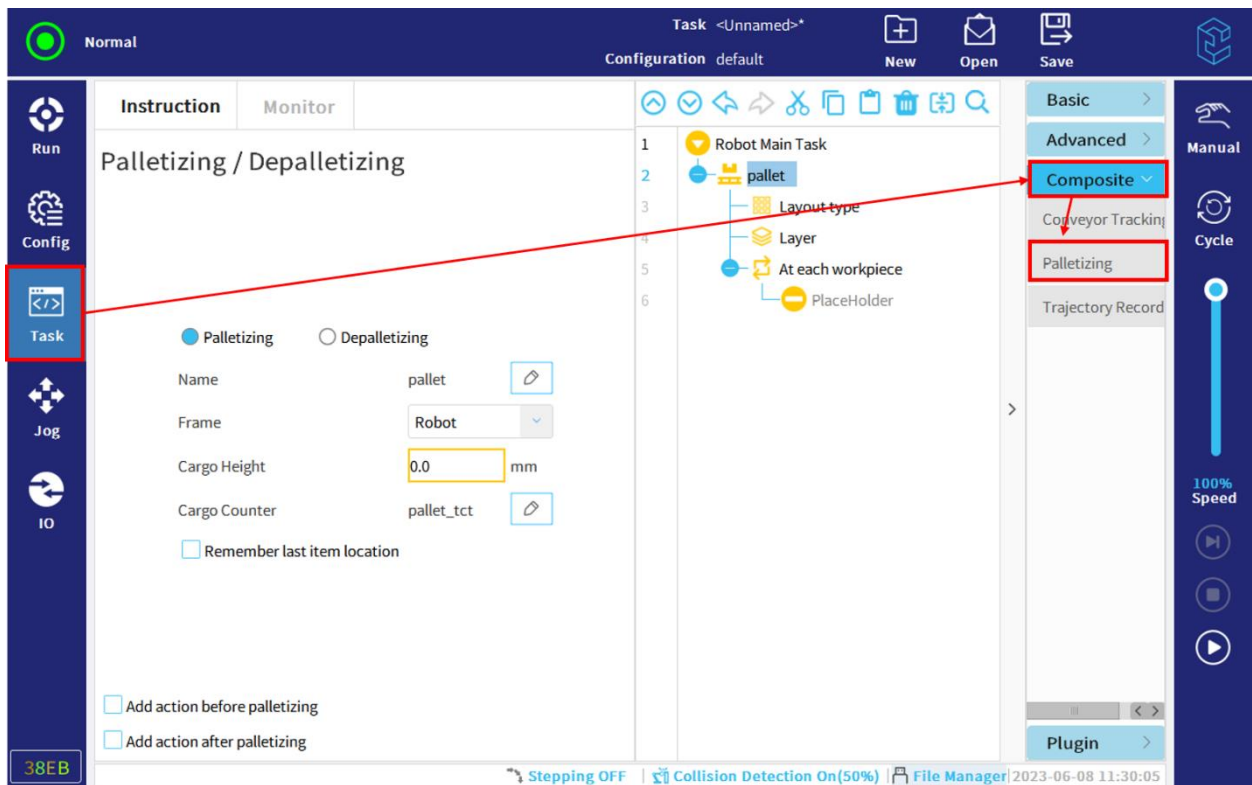 Normal
Task <Unnamed>*
Configuration default
New
Open
Save
Run
Config
Task
Jog
IO
38EB
Instruction Monitor
Palletizing / Depalletizing
Palletizing Depalletizing
Name pallet
Frame Robot
Cargo Height 0.0 mm
Cargo Counter pallet_tct
Remember last item location
Add action before palletizing
Add action after palletizing
1 Robot Main Task
2 pallet
3 Layout type
4 Layer
5 At each workpiece
6 PlaceHolder
>
Basic >
Advanced >
Composite
Conveyor Tracking
Palletizing
Trajectory Record
< >
Plugin >
Manual
Cycle
100%
Speed
Stepping OFF | Collision Detection On(50%) | File Manager | 2023-06-08 11:30:05